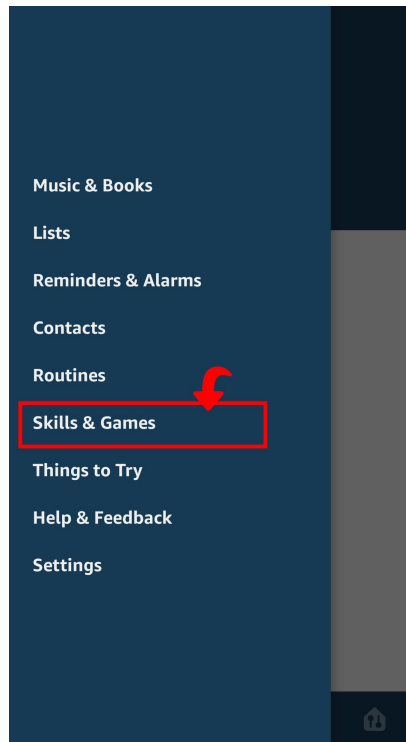 Music & Books
Lists
Reminders & Alarms
Contacts
Routines
Skills & Games
Things to Try
Help & Feedback
Settings